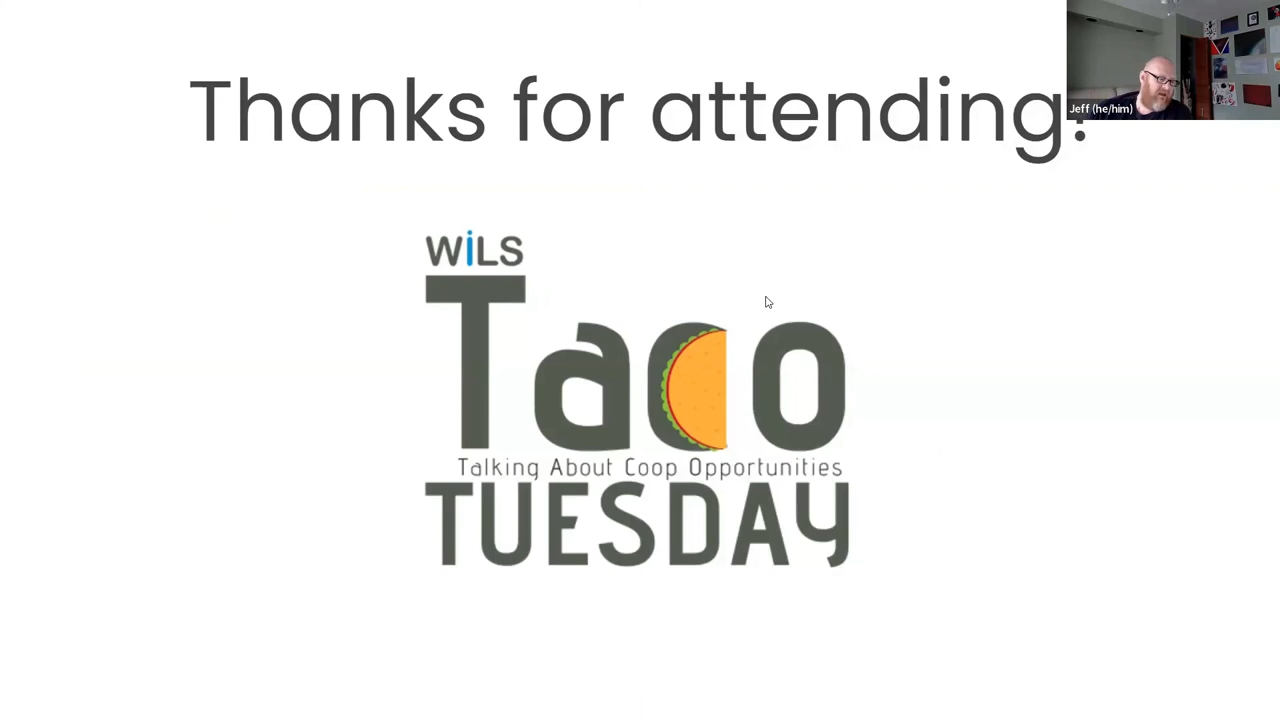 Thanks for attending!
Jeff (he/him)
WiLS
Taco
Talking About Coop Opportunities
TUESDAY